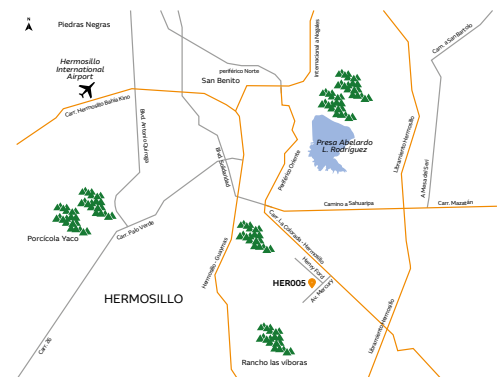 N
Piedras Negras
Hermosillo
International
Airport
Carr. Hermosillo Bahía Kino
Blvd. Antonio Quiroga
periférico Norte
San Benito
Blvd. Solidaridad
Internacional a Nogales
Periférico Oriente
Presa Abelardo
L. Rodríguez
Libramiento Hermosillo
Carr. a San Bartolo
A Mesa del Seri
Camino a Sahuaripa
Carr. Mazatán
Porcícola Yaco
Carr. Palo Verde
Hermosillo - Guaymas
Carr. La Colorada - Hermosillo
Henry Ford
HER005
Av. Mercury
HERMOSILLO
Carr. 26
Libramiento Hermosillo
Rancho las víboras